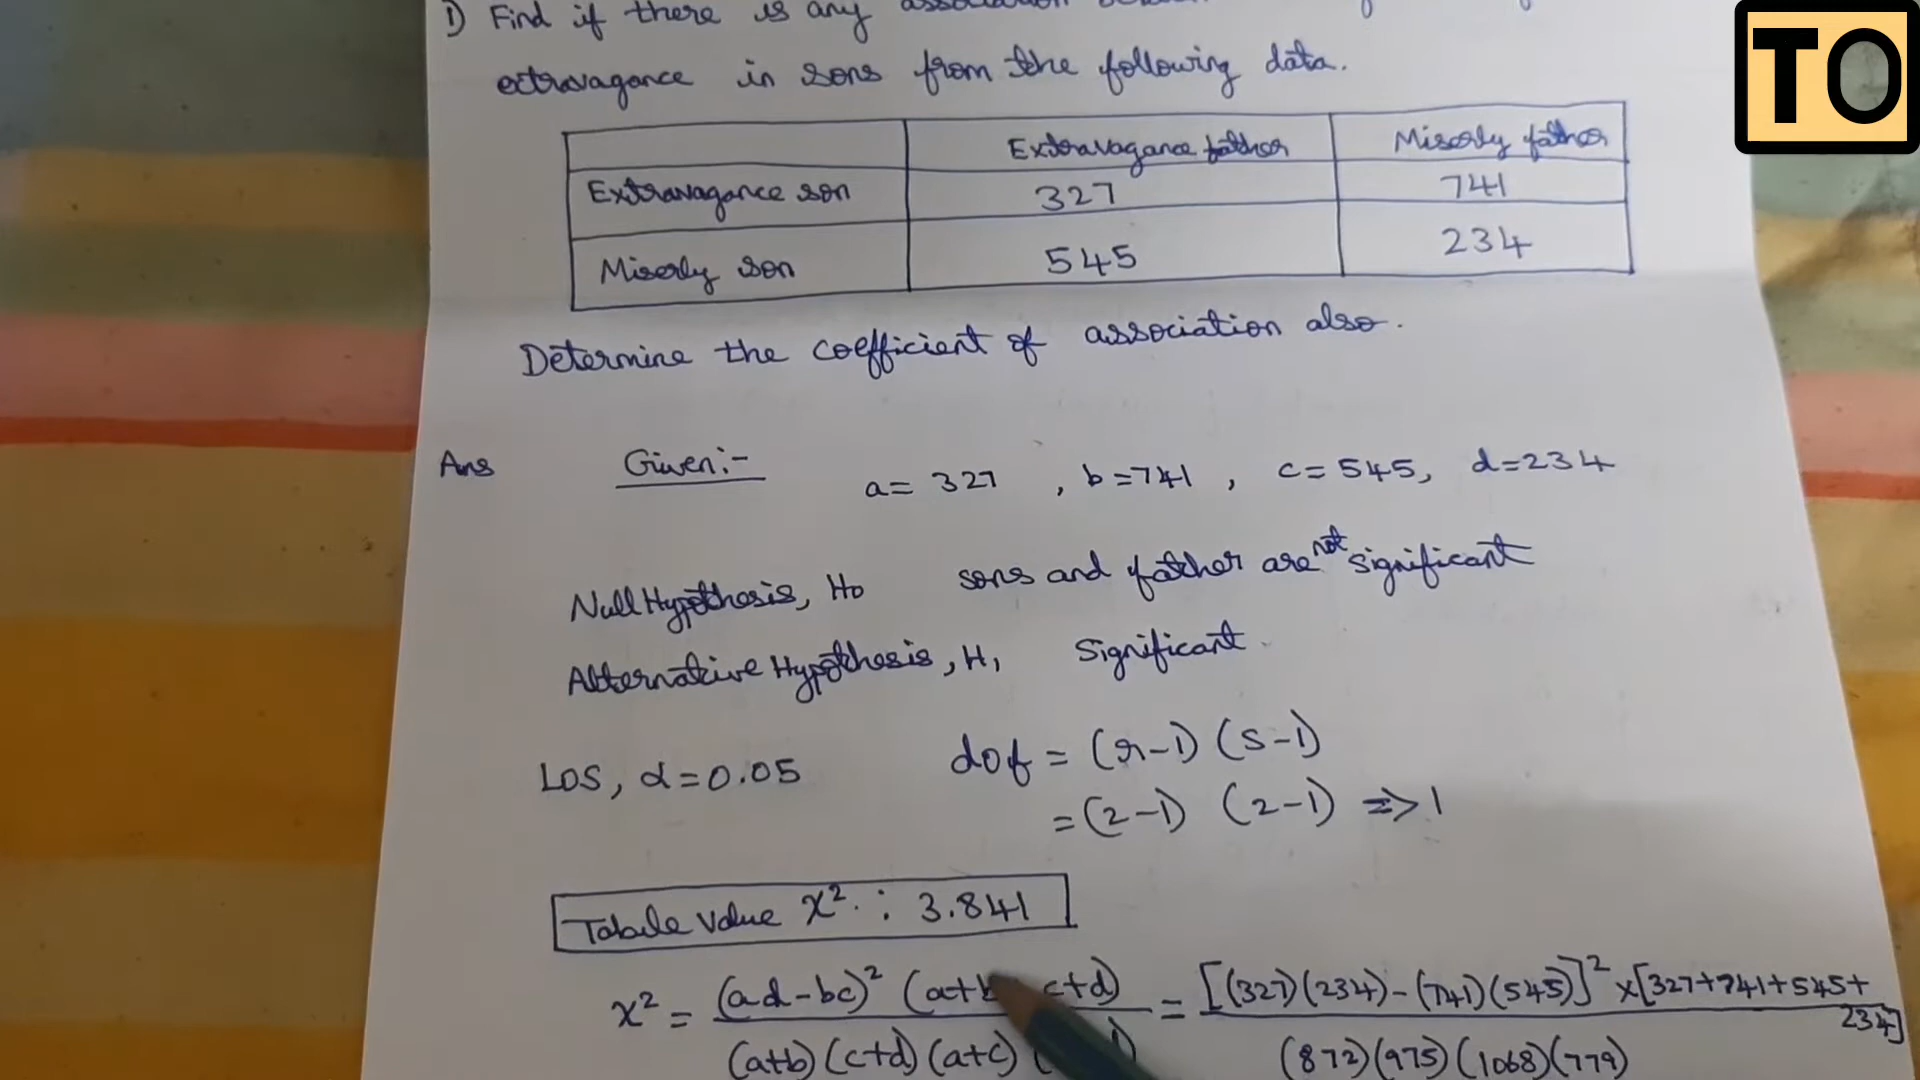 TO
1) Find if there is any
extravagance in sons from the following data.
Extravagance father Miserly father
Extravagance son 327 741
Miserly son 545 234
Determine the coefficient of association also.
Ans Given:-
a = 327 , b = 741 , c = 545, d = 234
Null Hypothesis, H0 sons and father are not significant
Alternative Hypothesis, H1 Significant
LOS, α = 0.05 dof = (r-1) (s-1)
= (2-1) (2-1) => 1
Table value χ² : 3.841
χ² = (ad-bc)² (a+b c+d) = [(327)(234) - (741)(545)]² x [327+741+545+
234]
(a+b) (c+d) (a+c) (872)(975)(1068)(779)